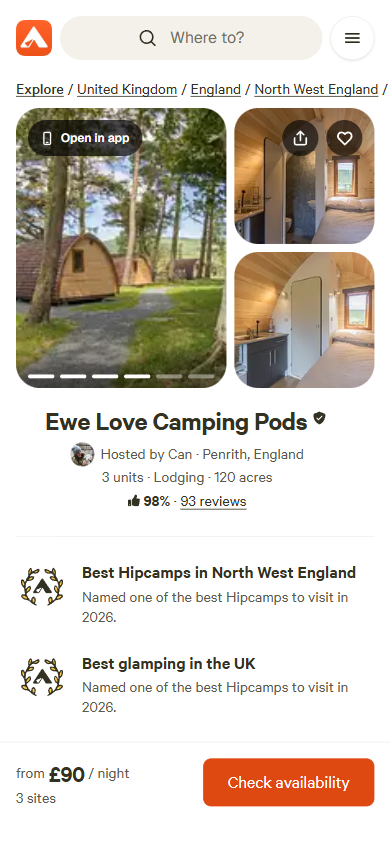 Where to?
Explore / United Kingdom / England / North West England /
Open in app
Ewe Love Camping Pods
Hosted by Can · Penrith, England
3 units · Lodging · 120 acres
98% · 93 reviews
Best Hipcamps in North West England
Named one of the best Hipcamps to visit in
2026.
Best glamping in the UK
Named one of the best Hipcamps to visit in
2026.
from £90 / night
3 sites
Check availability